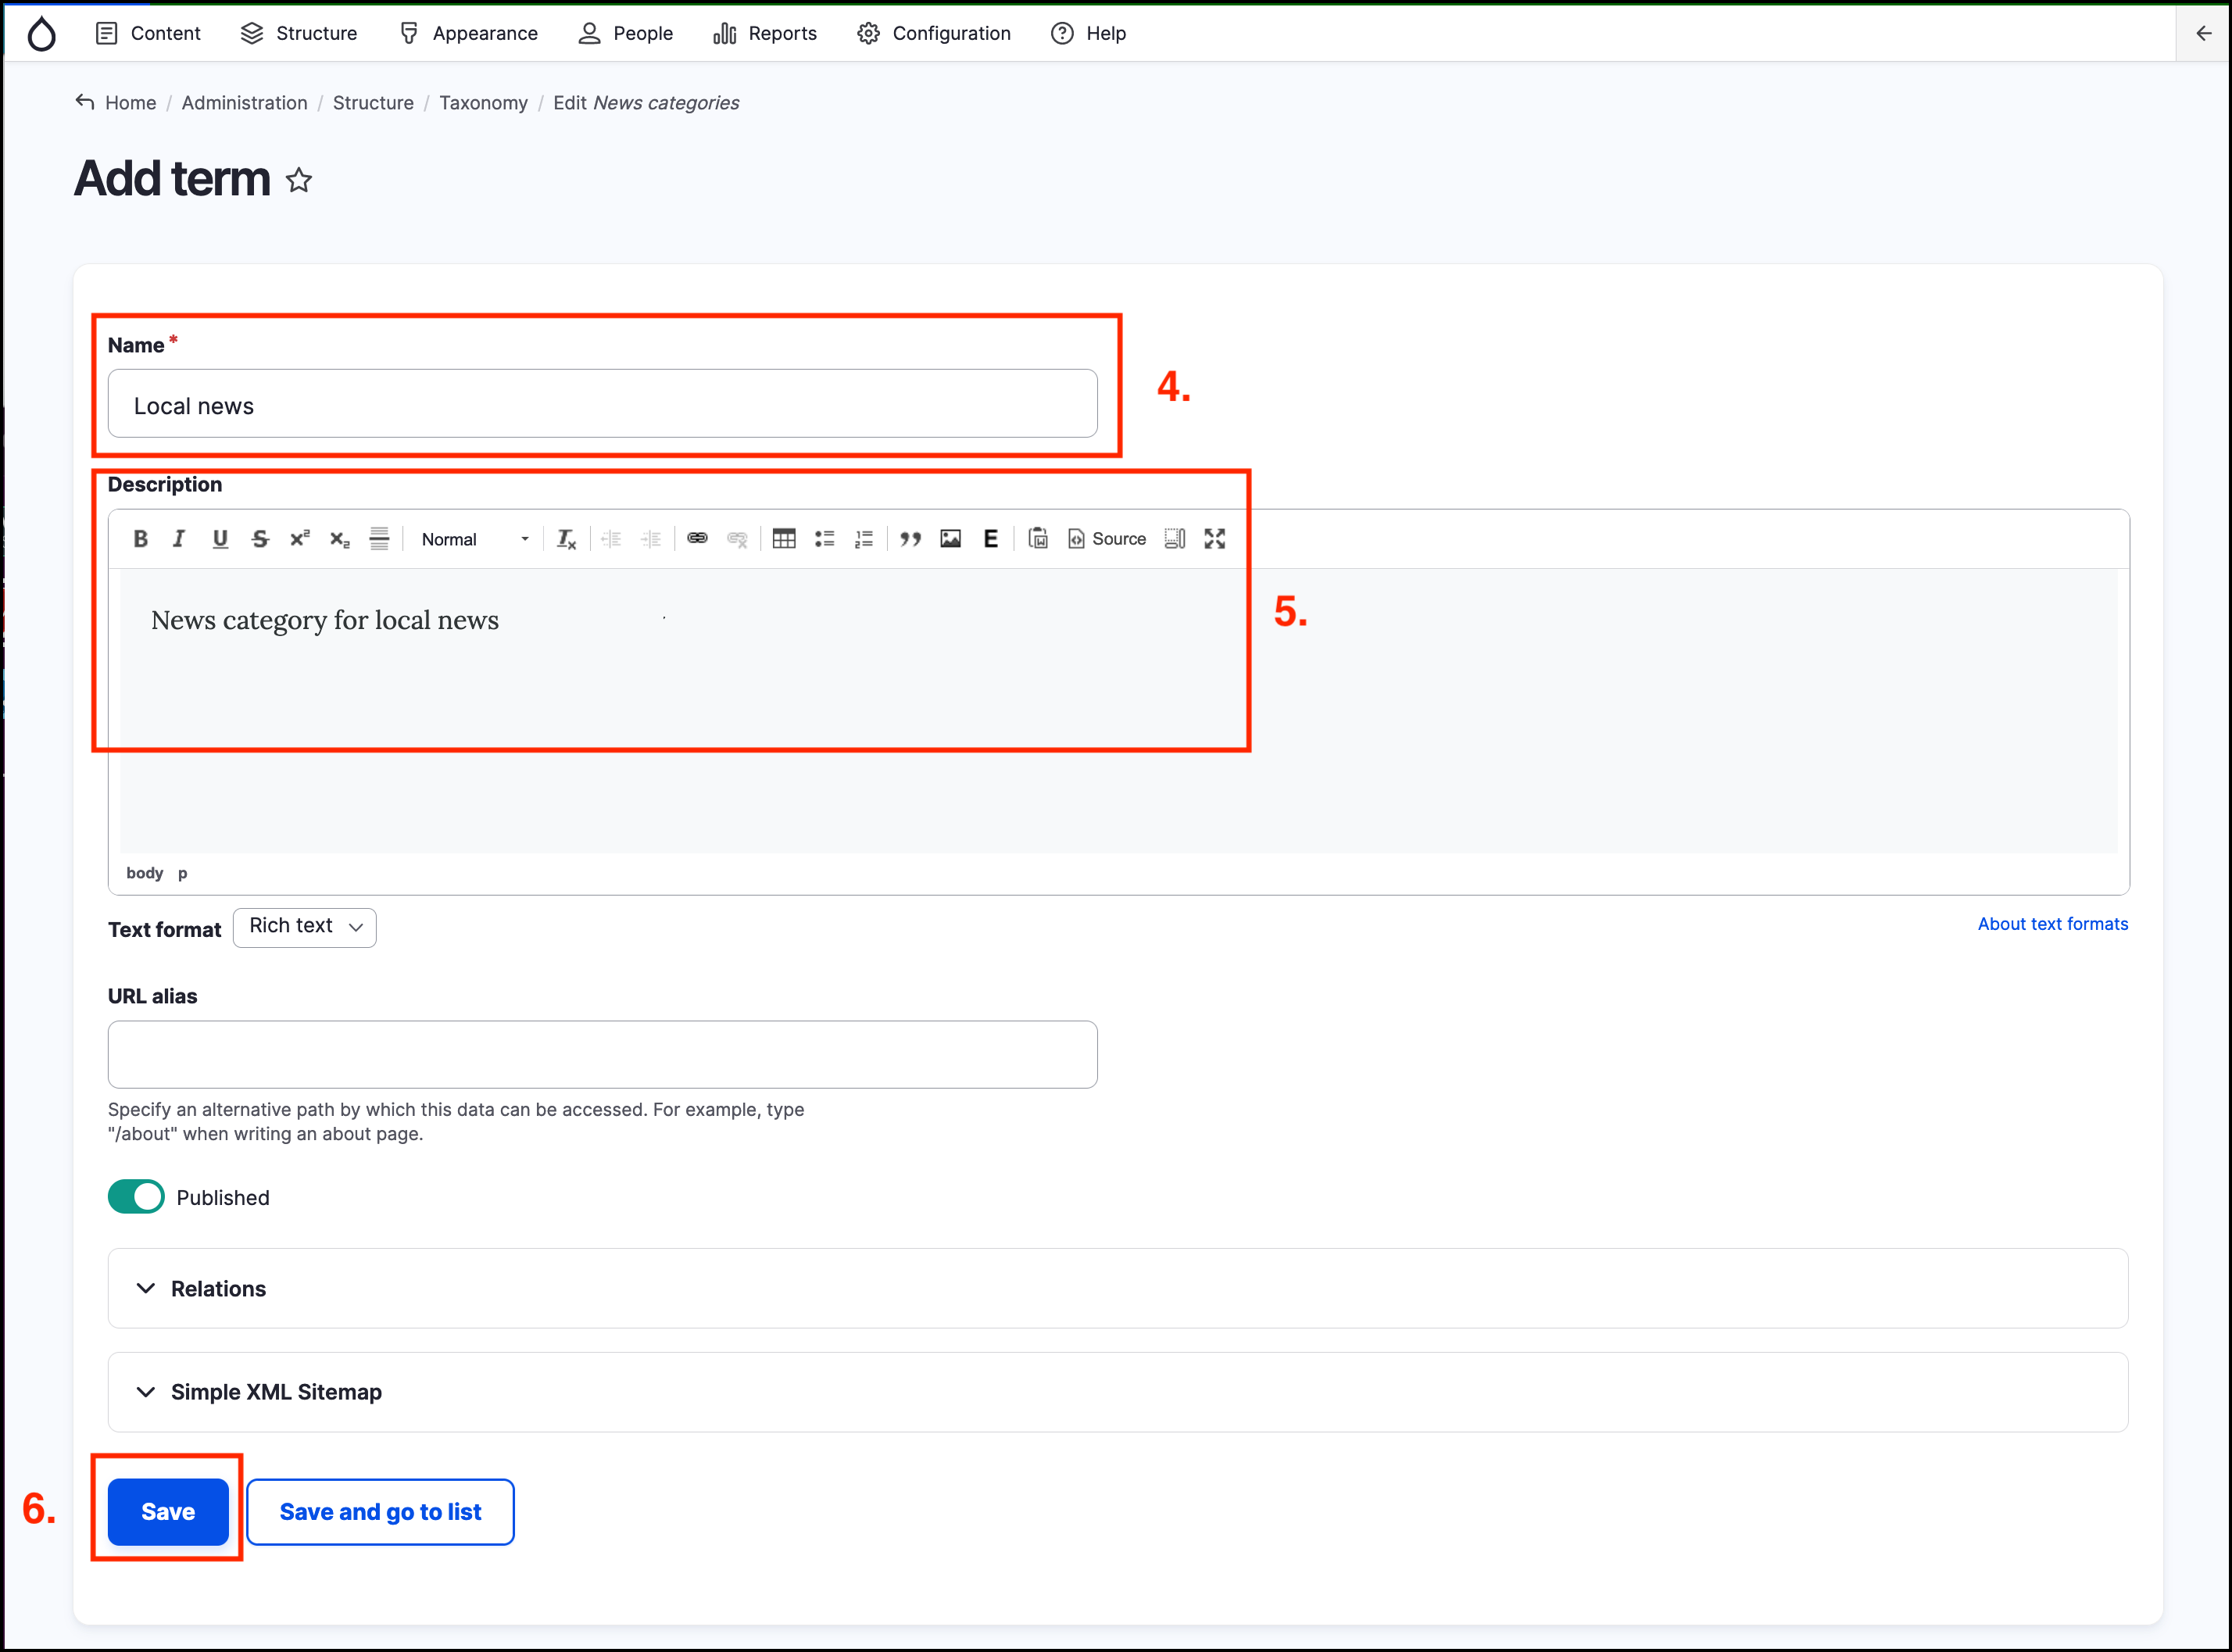 Content Structure Appearance People Reports Configuration Help
Home / Administration / Structure / Taxonomy / Edit News categories
Add term
Name *
Local news
4.
Description
B I U S x² x₂ Normal Tx E Source
News category for local news
5.
body p
Text format Rich text About text formats
URL alias
Specify an alternative path by which this data can be accessed. For example, type
"/about" when writing an about page.
Published
Relations
Simple XML Sitemap
6. Save Save and go to list